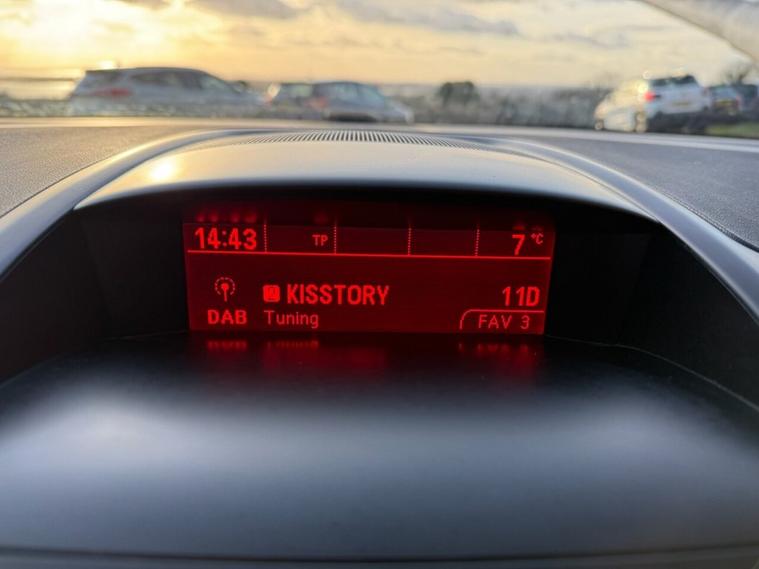 14:43 TP 7 °C
KISSTORY 11D
DAB Tuning FAV 3